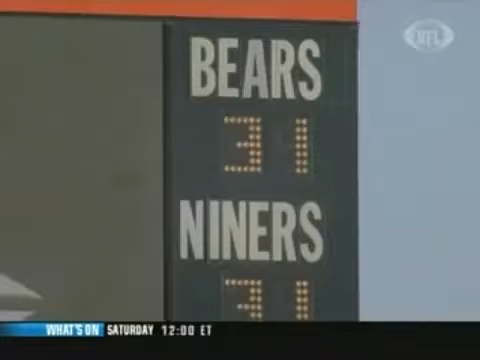 NFL
BEARS
31
NINERS
31
WHAT'S ON SATURDAY 12:00 ET